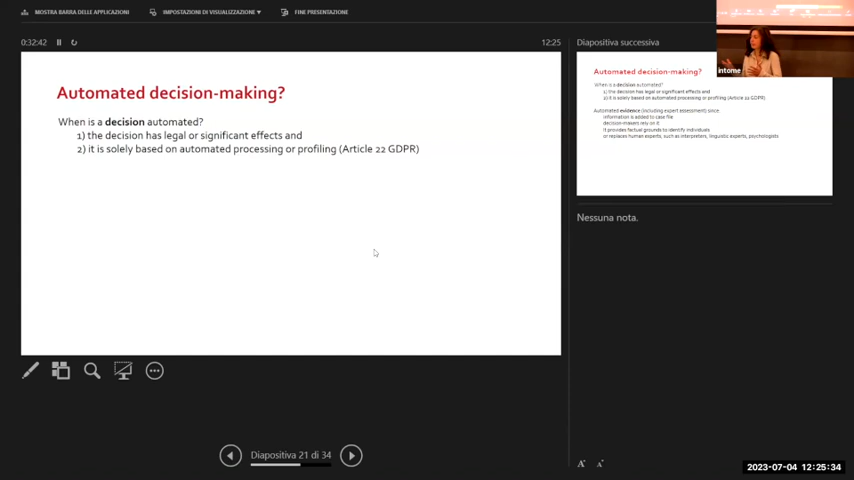 MOSTRA BARRA DELLE APPLICAZIONI
IMPOSTAZIONI DI VISUALIZZAZIONE ▼
FINE PRESENTAZIONE
0:32:42
12:25
Automated decision-making?
When is a decision automated?
1) the decision has legal or significant effects and
2) it is solely based on automated processing or profiling (Article 22 GDPR)
Diapositiva successiva
intome
Automated decision-making?
When is a decision automated?
1) the decision has legal or significant effects and
2) it is solely based on automated processing or profiling (Article 22 GDPR)
Automated evidence (including expert assessment) since:
information is added to case file
decision-makers rely on it
it provides factual grounds to identify individuals
or replaces human experts, such as interpreters, linguistic experts, psychologists
Nessuna nota.
Diapositiva 21 di 34
A A
2023-07-04 12:25:34